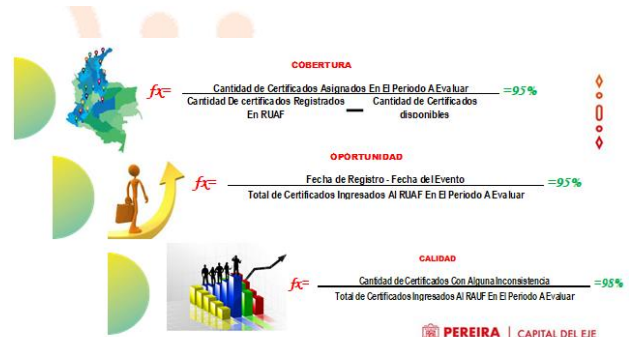 COBERTURA
fx= Cantidad de Certificados Asignados En El Periodo A Evaluar =95%
Cantidad De certificados Registrados En RUAF — Cantidad de Certificados disponibles
OPORTUNIDAD
fx= Fecha de Registro - Fecha del Evento =95%
Total de Certificados Ingresados Al RUAF En El Periodo A Evaluar
CALIDAD
fx= Cantidad de Certificados Con Alguna Inconsistencia =98%
Total de Certificados Ingresados Al RAUF En El Periodo A Evaluar
PEREIRA | CAPITAL DEL EJE